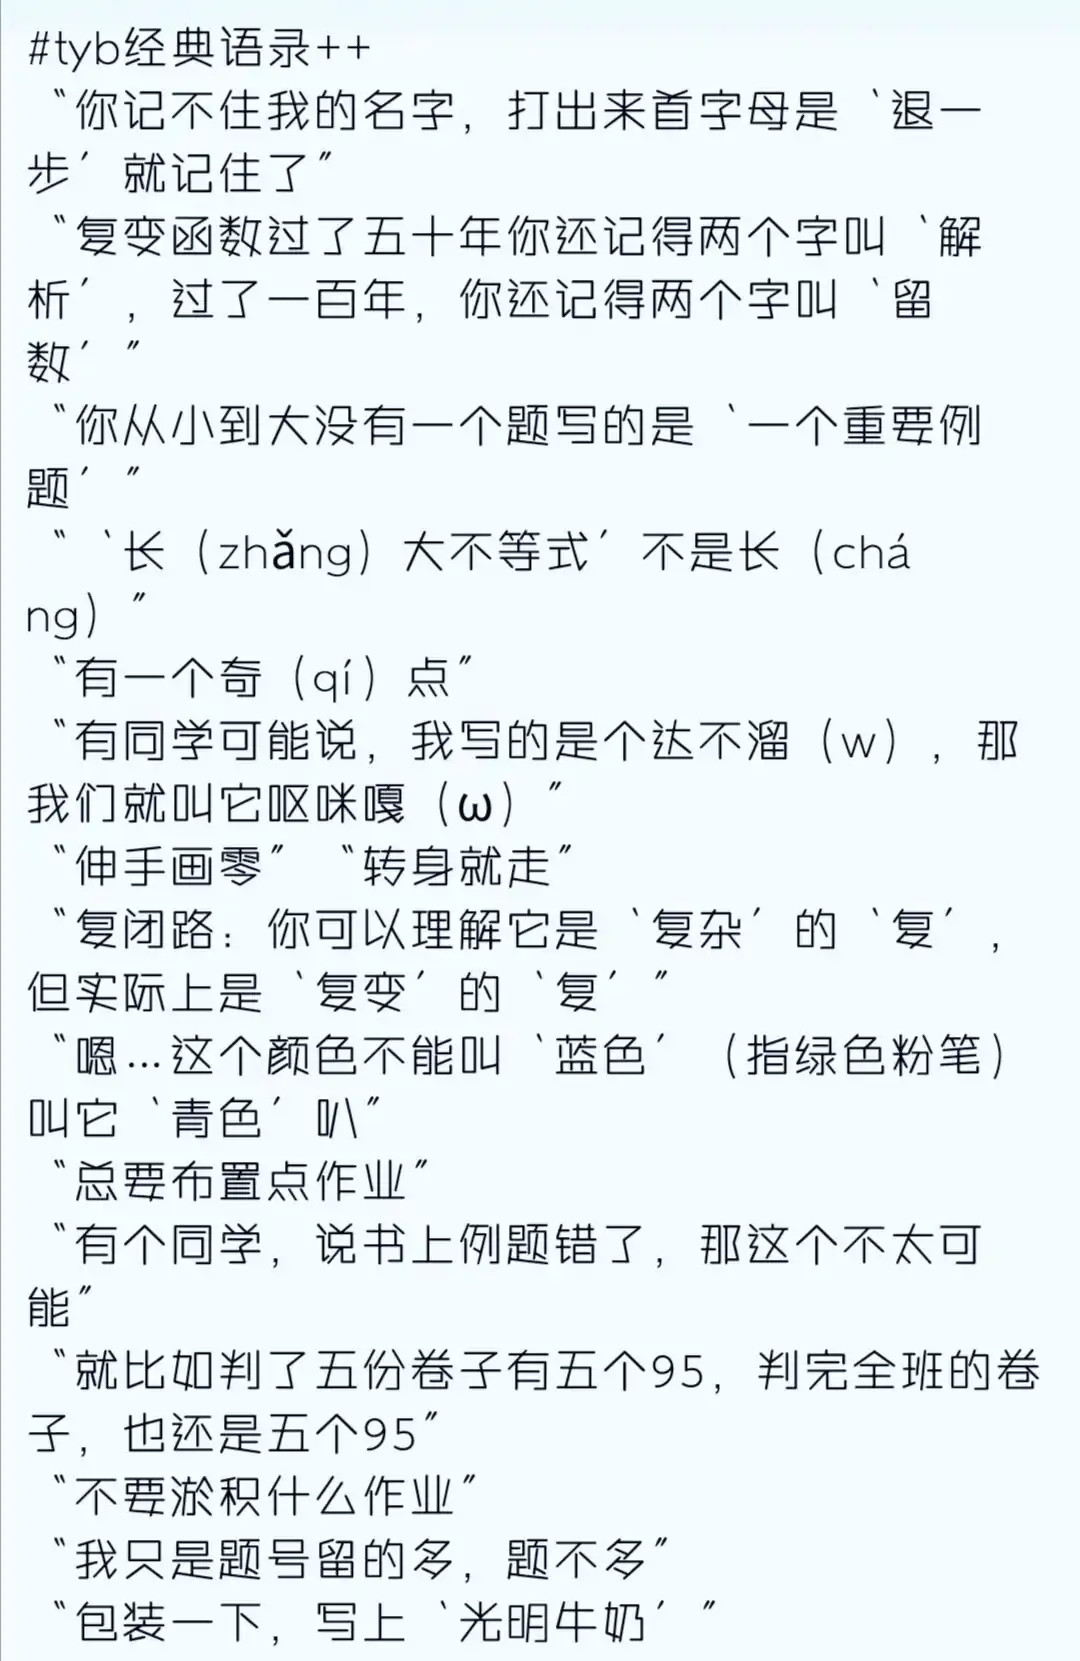 #tyb经典语录++
“你记不住我的名字，打出来首字母是‘退一
步’就记住了”
“复变函数过了五十年你还记得两个字叫‘解
析’，过了一百年，你还记得两个字叫‘留
数’”
“你从小到大没有一个题写的是‘一个重要例
题’”
“‘长（zhǎng）大不等式’不是长（chá
ng）”
“有一个奇（qí）点”
“有同学可能说，我写的是个达不溜（w），那
我们就叫它呕咪嘎（ω）”
“伸手画零”“转身就走”
“复闭路：你可以理解它是‘复杂’的‘复’，
但实际上是‘复变’的‘复’”
“嗯…这个颜色不能叫‘蓝色’（指绿色粉笔）
叫它‘青色’叭”
“总要布置点作业”
“有个同学，说书上例题错了，那这个不太可
能”
“就比如判了五份卷子有五个95，判完全班的卷
子，也还是五个95”
“不要淤积什么作业”
“我只是题号留的多，题不多”
“包装一下，写上‘光明牛奶’”